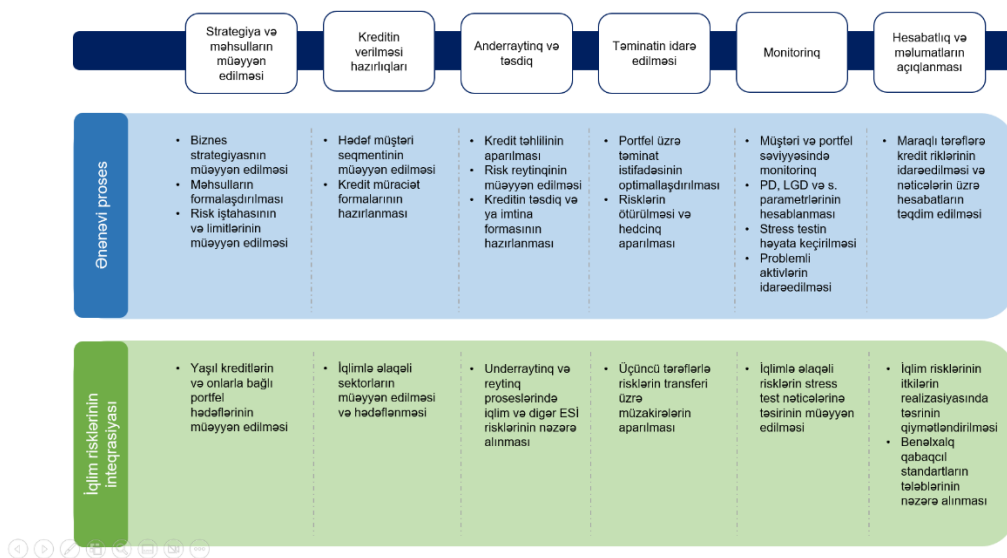 Strategiya və
məhsulların
müəyyən
edilməsi
Kreditin
verilməsi
hazırlıqları
Anderraytinq və
təsdiq
Təminatin idarə
edilməsi
Monitorinq
Hesabatlıq və
məlumatların
açıqlanması
Ənənəvi proses
• Biznes
strategiyasnın
müəyyən edilməsi
• Məhsulların
formalaşdırılması
• Risk iştahasının
və limitlərinin
müəyyən edilməsi
• Hədəf müştəri
seqmentinin
müəyyən edilməsi
• Kredit müraciət
formalarının
hazırlanması
• Kredit təhlilinin
aparılması
• Risk reytinqinin
müəyyən edilməsi
• Kreditin təsdiq və
ya imtina
formasının
hazırlanması
• Portfel üzrə
təminat
istifadəsinin
optimallaşdırılması
• Risklərin
ötürülməsi və
hedcinq
aparılması
• Müştəri və portfel
səviyyəsində
monitorinq
• PD, LGD və s.
parametrlərinin
hesablanması
• Stress testin
həyata keçirilməsi
• Problemli
aktivlərin
idarəedilməsi
• Maraqlı tərəflərə
kredit riklərinin
idarəedilməsi və
nəticələrin üzrə
hesabatların
təqdim edilməsi
İqlim risklərinin
inteqrasiyası
• Yaşıl kreditlərin
və onlarla bağlı
portfel
hədəflərinin
müəyyən edilməsi
• İqlimlə əlaqəli
sektorların
müəyyən edilməsi
və hədəflənməsi
• Underraytinq və
reytinq
proseslərində
iqlim və digər ESİ
risklərinin nəzərə
alınması
• Üçüncü tərəflərlə
risklərin transferi
üzrə
müzakirələrin
aparılması
• İqlimlə əlaqəli
risklərin stress
test nəticələrinə
təsirinin müəyyən
edilməsi
• İqlim risklərinin
itkilərin
realizasiyasında
təsrinin
qiymətləndirilməsi
• Benəlxalq
qabaqcıl
standartların
tələblərinin
nəzərə alınması